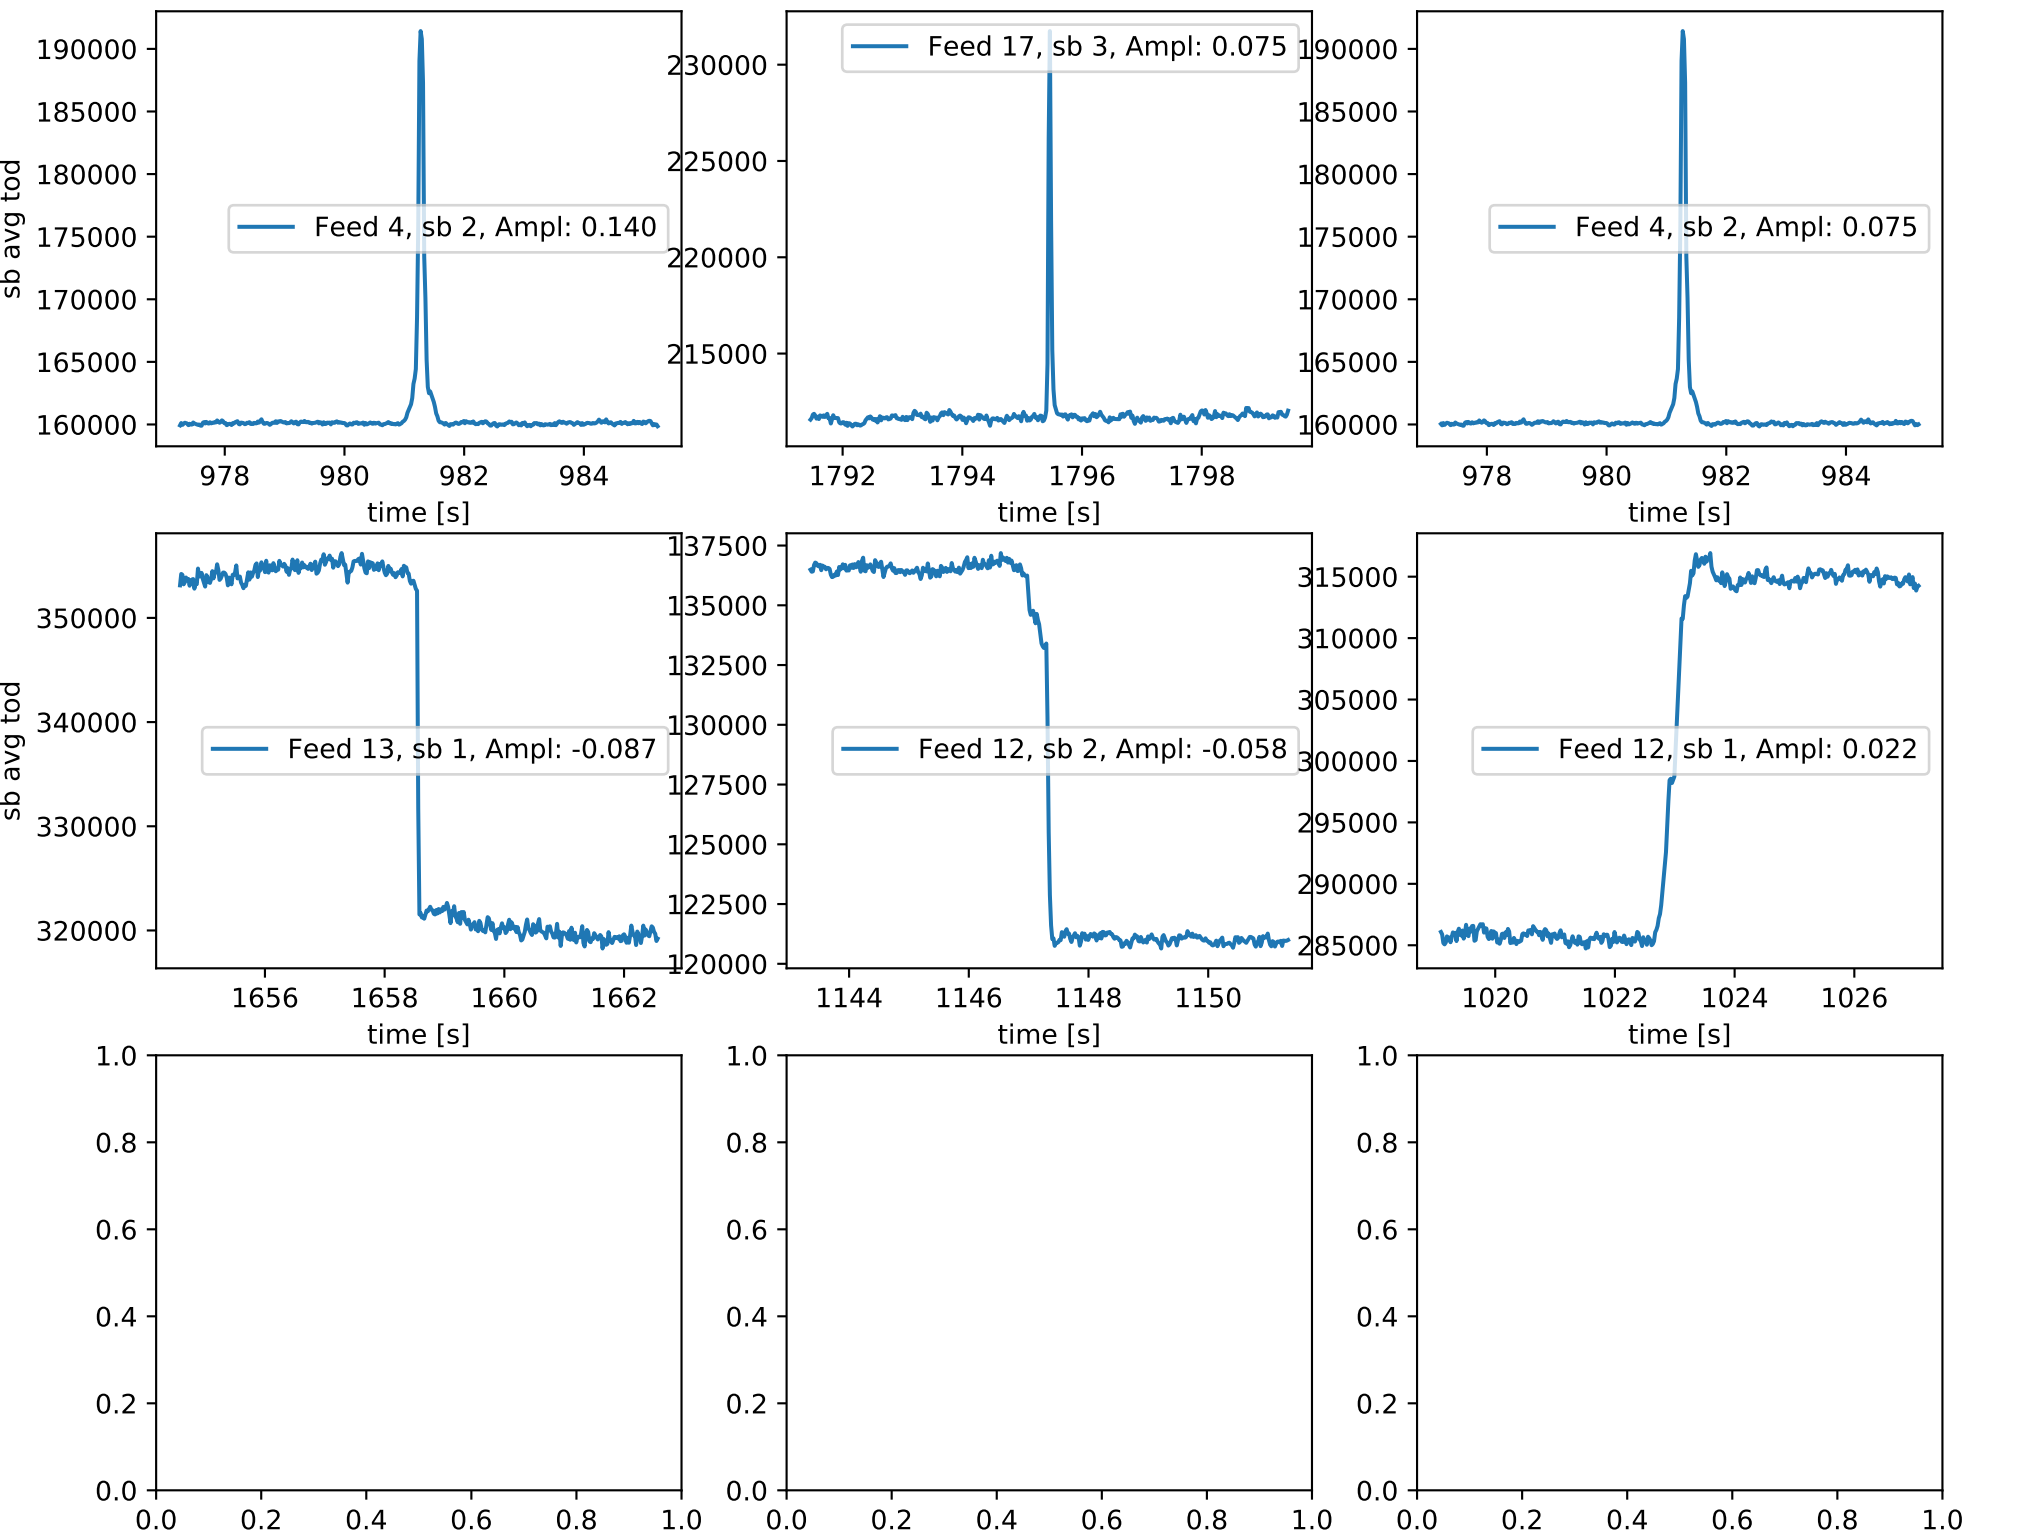 190000
185000
180000
175000
170000
165000
160000
sb avg tod
Feed 4, sb 2, Ampl: 0.140
978 980 982 984
time [s]
230000
225000
220000
215000
Feed 17, sb 3, Ampl: 0.075
1792 1794 1796 1798
time [s]
190000
185000
180000
175000
170000
165000
160000
Feed 4, sb 2, Ampl: 0.075
978 980 982 984
time [s]
350000
340000
330000
320000
sb avg tod
Feed 13, sb 1, Ampl: -0.087
1656 1658 1660 1662
time [s]
137500
135000
132500
130000
127500
125000
122500
120000
Feed 12, sb 2, Ampl: -0.058
1144 1146 1148 1150
time [s]
315000
310000
305000
300000
295000
290000
285000
Feed 12, sb 1, Ampl: 0.022
1020 1022 1024 1026
time [s]
1.0
0.8
0.6
0.4
0.2
0.0
0.0 0.2 0.4 0.6 0.8 1.0
1.0
0.8
0.6
0.4
0.2
0.0
0.0 0.2 0.4 0.6 0.8 1.0
1.0
0.8
0.6
0.4
0.2
0.0
0.0 0.2 0.4 0.6 0.8 1.0